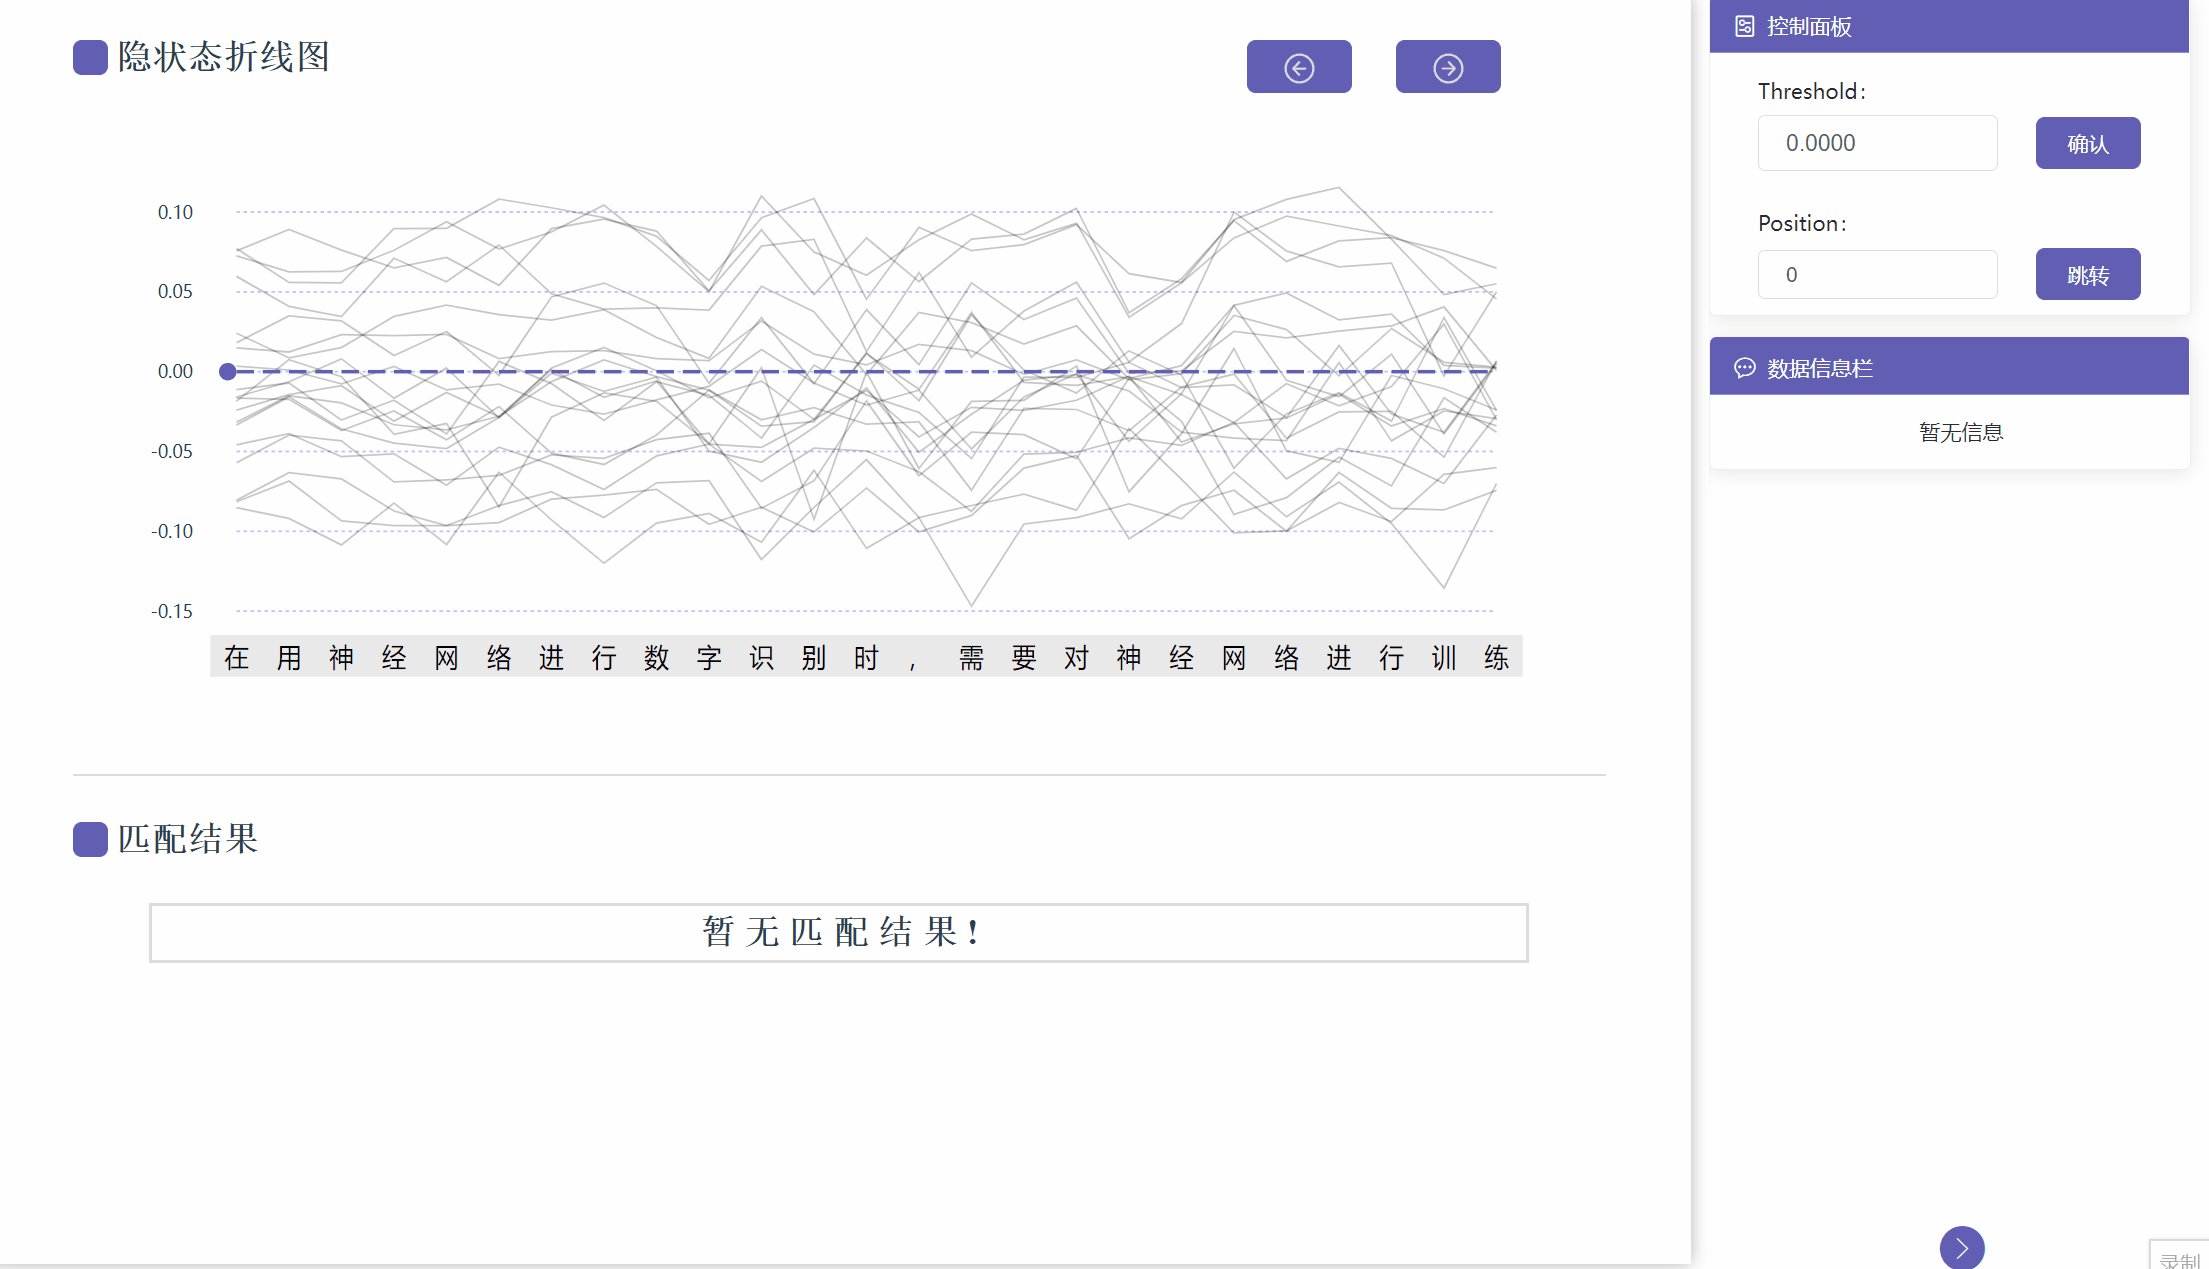 隐状态折线图
0.10
0.05
0.00
-0.05
-0.10
-0.15
在用神经网络进行数字识别时，需要对神经网络进行训练
匹配结果
暂无匹配结果！
控制面板
Threshold:
0.0000 确认
Position:
0 跳转
数据信息栏
暂无信息
录制